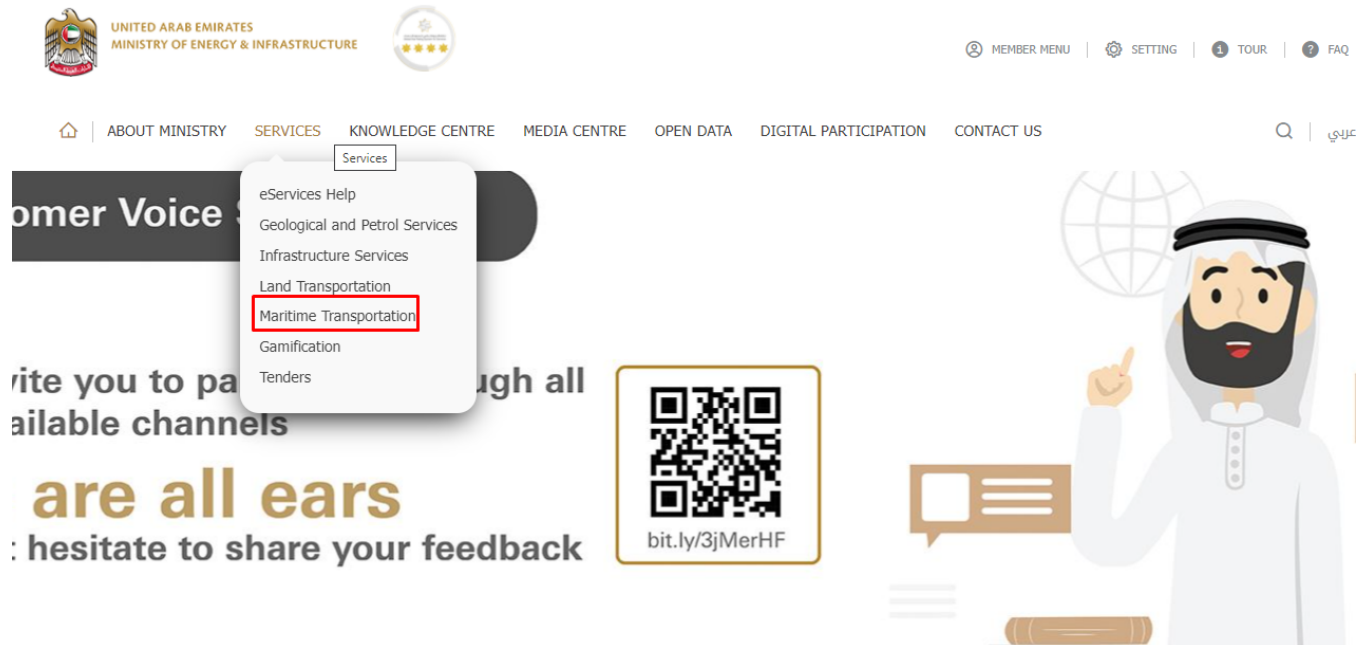 UNITED ARAB EMIRATES
MINISTRY OF ENERGY & INFRASTRUCTURE
MEMBER MENU
SETTING
1 TOUR
? FAQ
ABOUT MINISTRY
SERVICES
KNOWLEDGE CENTRE
MEDIA CENTRE
OPEN DATA
DIGITAL PARTICIPATION
CONTACT US
عربي
Services
eServices Help
Geological and Petrol Services
Infrastructure Services
Land Transportation
Maritime Transportation
Gamification
Tenders
omer Voice
vite you to pa ugh all
ailable channels
are all ears
t hesitate to share your feedback
bit.ly/3jMerHF